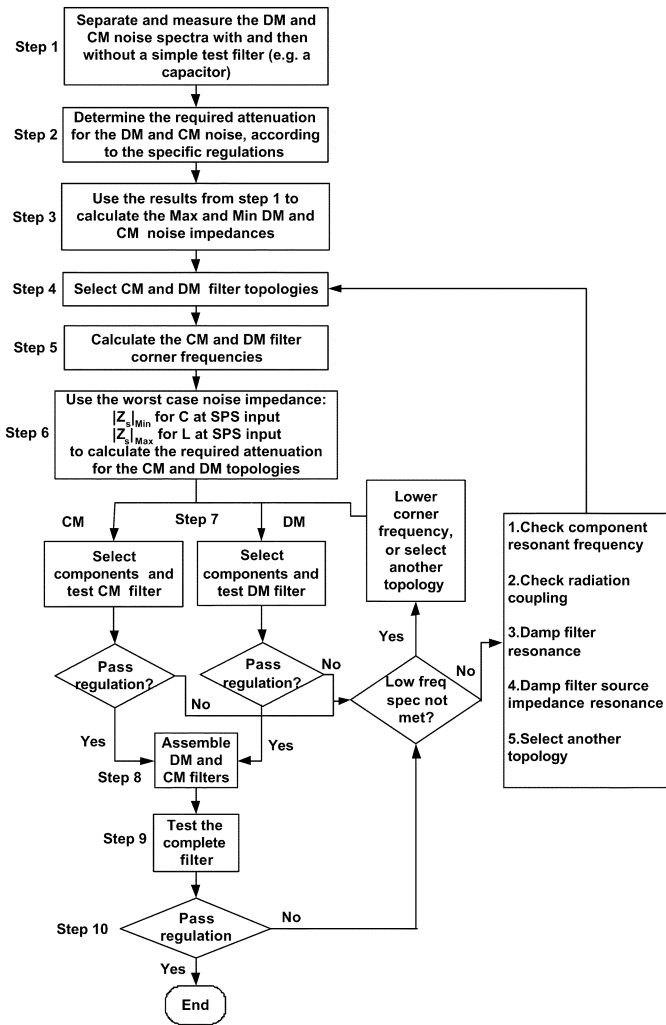 Step 1
Separate and measure the DM and
CM noise spectra with and then
without a simple test filter (e.g. a
capacitor)
Step 2
Determine the required attenuation
for the DM and CM noise, according
to the specific regulations
Step 3
Use the results from step 1 to
calculate the Max and Min DM and
CM noise impedances
Step 4
Select CM and DM filter topologies
Step 5
Calculate the CM and DM filter
corner frequencies
Step 6
Use the worst case noise impedance:
|Zs|Min for C at SPS input
|Zs|Max for L at SPS input
to calculate the required attenuation
for the CM and DM topologies
CM
Step 7
DM
Select
components and
test CM filter
Select
components and
test DM filter
Lower
corner
frequency,
or select
another
topology
Yes
Pass
regulation?
No
Yes
Pass
regulation?
No
Yes
Low freq
spec not
met?
No
1.Check component
resonant frequency
2.Check radiation
coupling
3.Damp filter
resonance
4.Damp filter source
impedance resonance
5.Select another
topology
Step 8
Assemble
DM and
CM filters
Step 9
Test the
complete
filter
Step 10
Pass
regulation
No
Yes
End